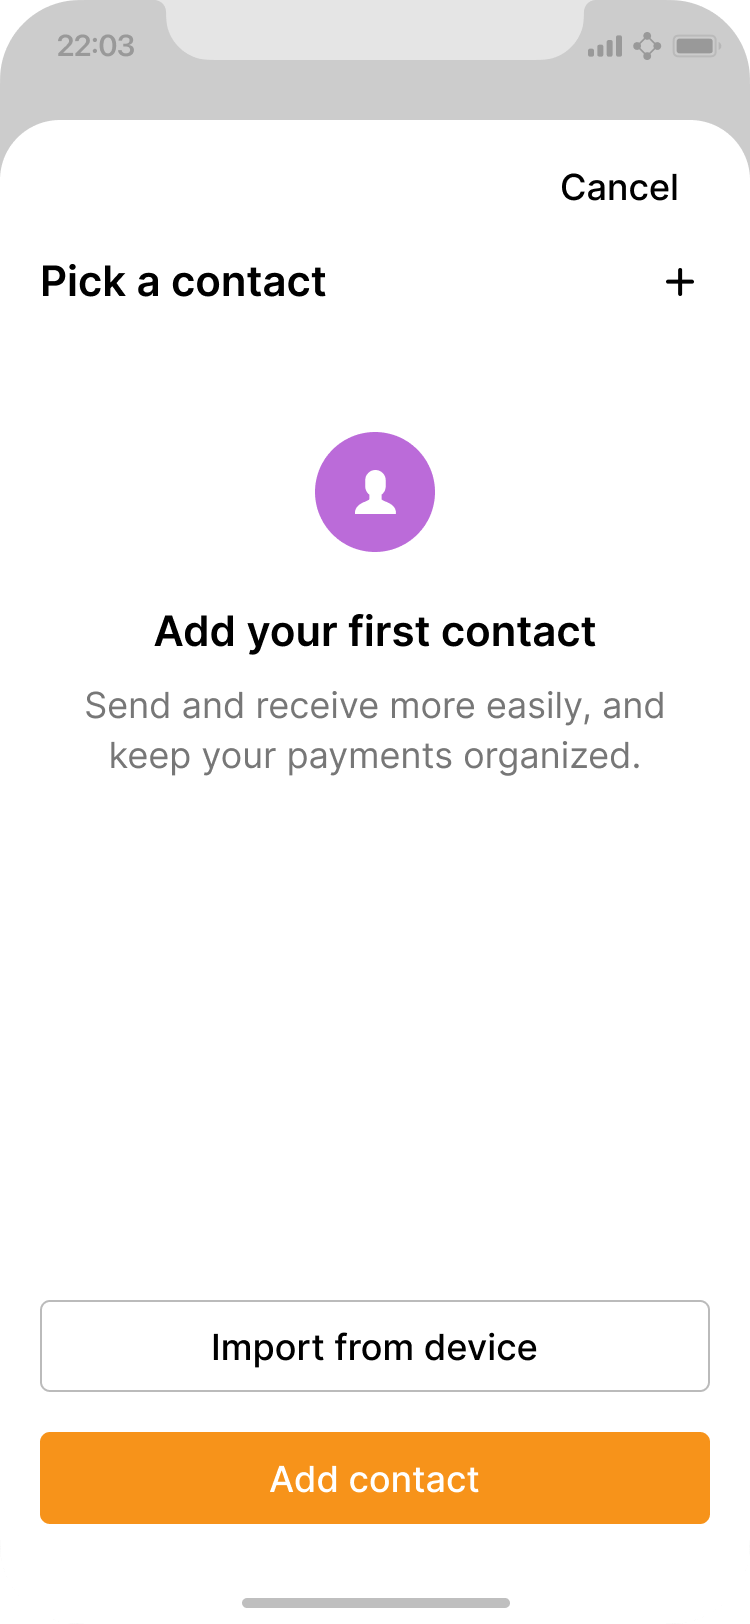 22:03
Cancel
Pick a contact
Add your first contact
Send and receive more easily, and
keep your payments organized.
Import from device
Add contact